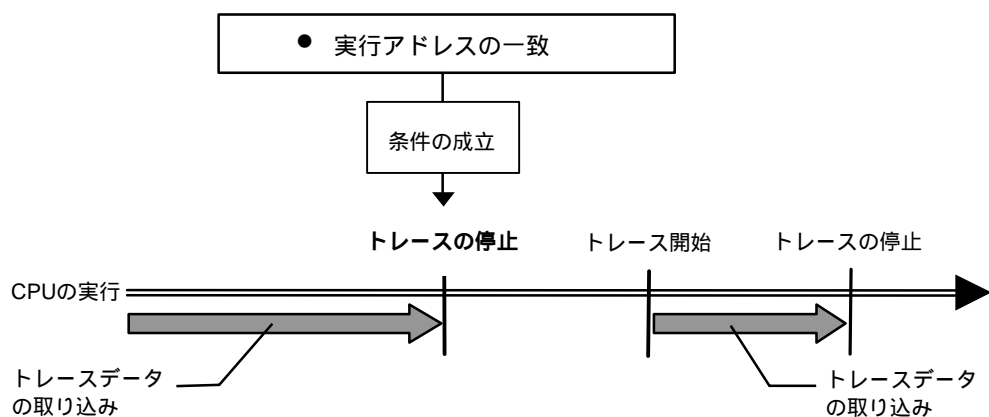 ● 実行アドレスの一致
条件の成立
トレースの停止
トレース開始
トレースの停止
CPUの実行
トレースデータ
の取り込み
トレースデータ
の取り込み